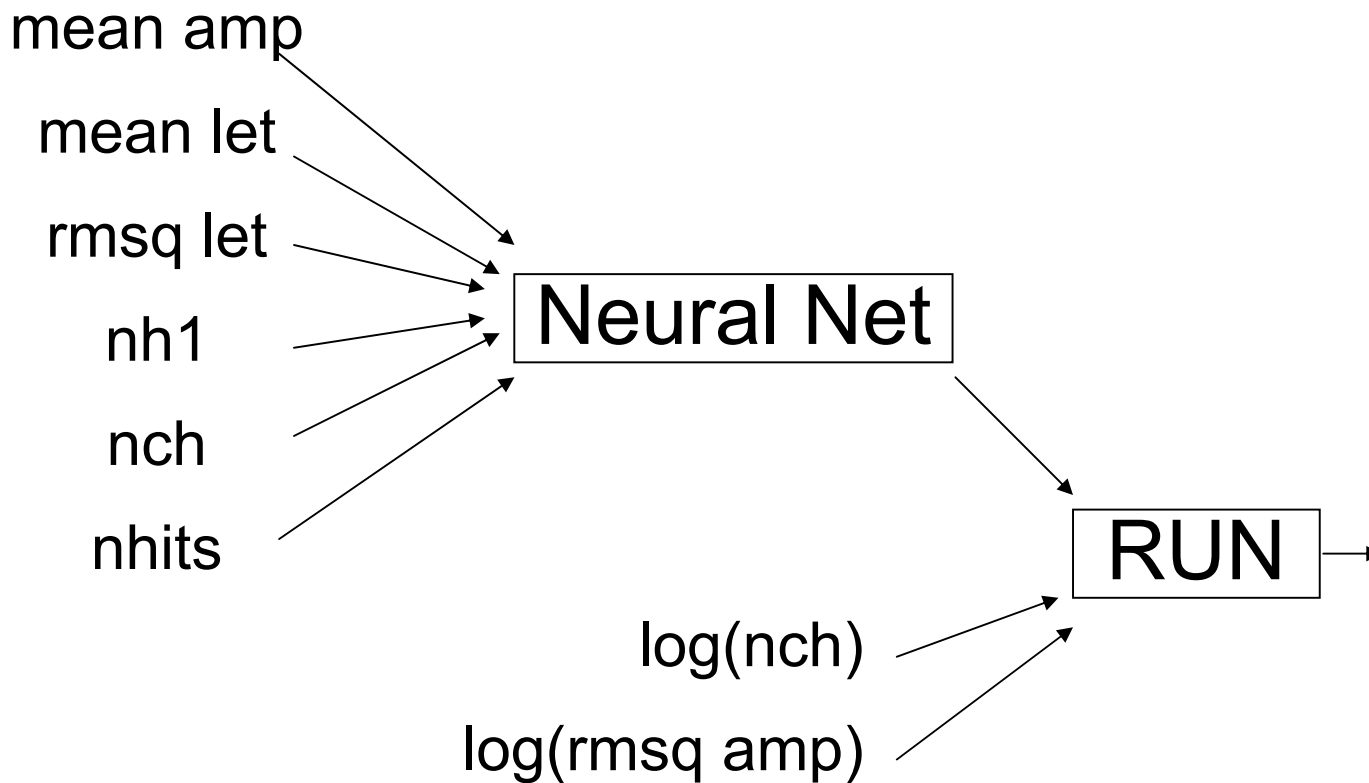 mean amp
mean let
rmsq let
nh1
nch
nhits
Neural Net
RUN
log(nch)
log(rmsq amp)